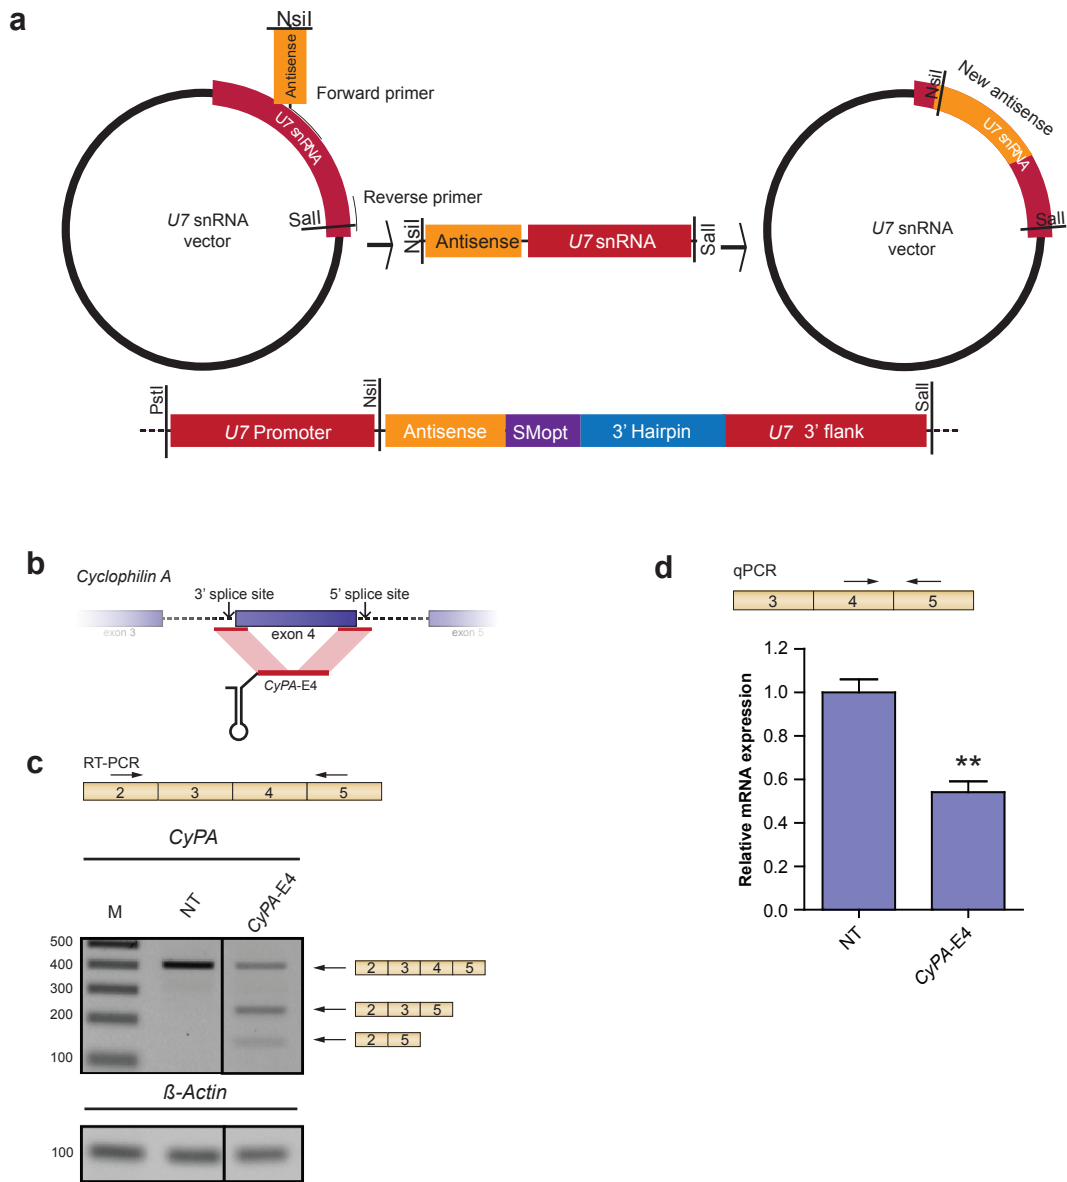 a
NsiI
Antisense
Forward primer
U7 snRNA
Reverse primer
SalI
U7 snRNA
vector
NsiI
Antisense
U7 snRNA
SalI
NsiI
New antisense
U7 snRNA
SalI
U7 snRNA
vector
PstI
NsiI
SalI
U7 Promoter
Antisense
SMopt
3' Hairpin
U7 3' flank
b
Cyclophilin A
3' splice site
5' splice site
exon 3
exon 4
exon 5
CyPA-E4
c
RT-PCR
2 3 4 5
CyPA
M
NT
CyPA-E4
500
400
300
200
100
2 3 4 5
2 3 5
2 5
ß-Actin
100
d
qPCR
3 4 5
Relative mRNA expression
1.2
1.0
0.8
0.6
0.4
0.2
0.0
**
NT
CyPA-E4